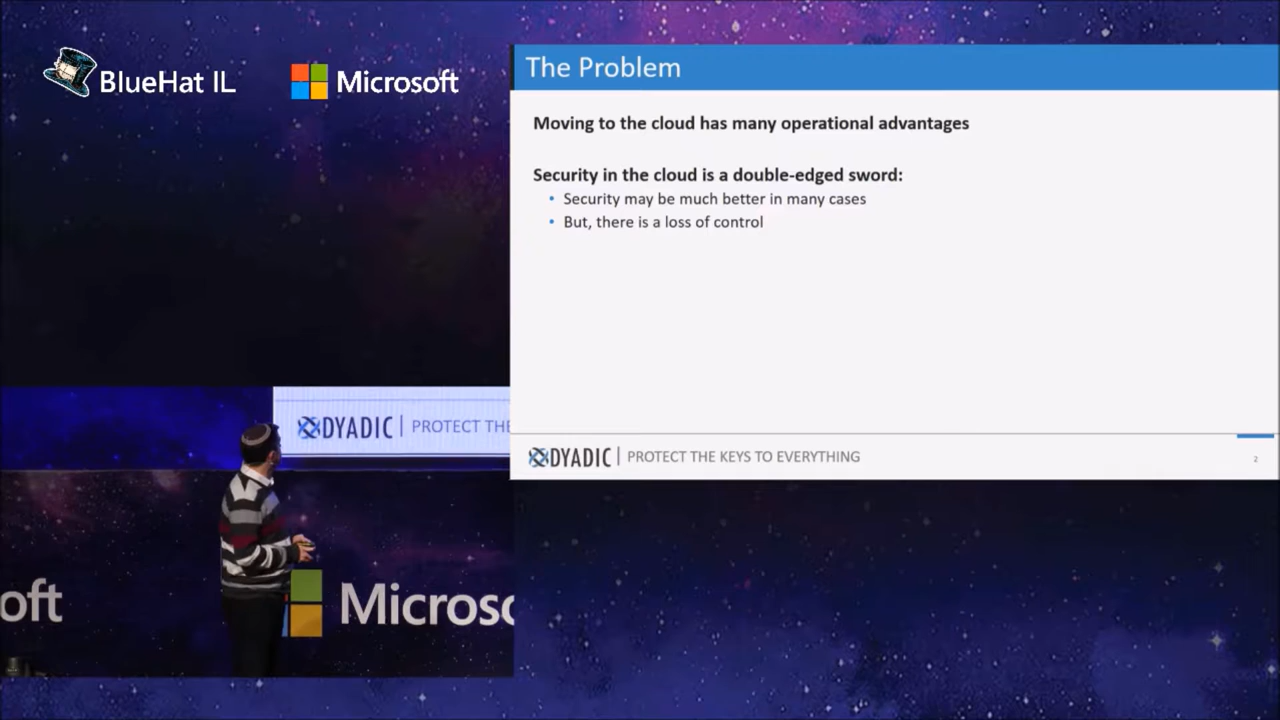 BlueHat IL
Microsoft
The Problem
Moving to the cloud has many operational advantages
Security in the cloud is a double-edged sword:
• Security may be much better in many cases
• But, there is a loss of control
DYADIC | PROTECT THE KEYS TO EVERYTHING
2
DYADIC | PROTECT THE
oft
Microso